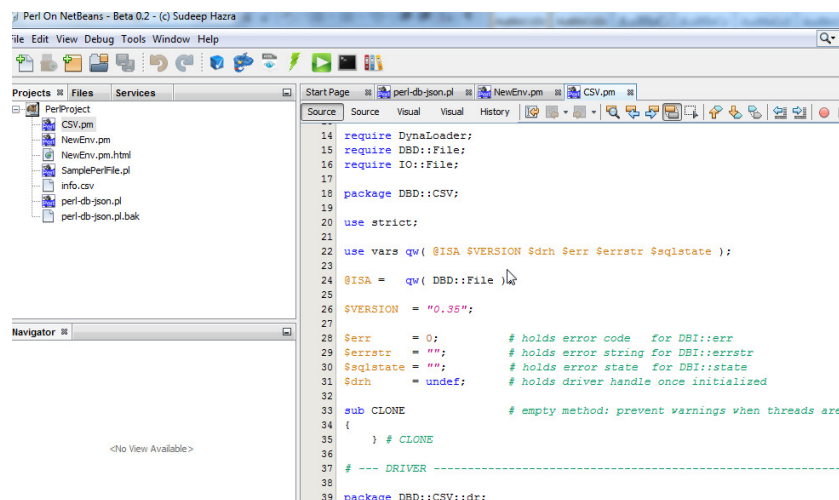 Perl On NetBeans - Beta 0.2 - (c) Sudeep Hazra
File Edit View Debug Tools Window Help
Projects Files Services
PerlProject
CSV.pm
NewEnv.pm
NewEnv.pm.html
SamplePerlFile.pl
info.csv
perl-db-json.pl
perl-db-json.pl.bak
Navigator
<No View Available>
Start Page perl-db-json.pl NewEnv.pm CSV.pm
Source Source Visual Visual History
14 require DynaLoader;
15 require DBD::File;
16 require IO::File;
17
18 package DBD::CSV;
19
20 use strict;
21
22 use vars qw( @ISA $VERSION $drh $err $errstr $sqlstate );
23
24 @ISA =   qw( DBD::File )
25
26 $VERSION  = "0.35";
27
28 $err      = 0;          # holds error code   for DBI::err
29 $errstr   = "";         # holds error string for DBI::errstr
30 $sqlstate = "";         # holds error state  for DBI::state
31 $drh      = undef;      # holds driver handle once initialized
32
33 sub CLONE               # empty method: prevent warnings when threads are
34 {
35     } # CLONE
36
37 # --- DRIVER ---------------------------------------------------------
38
39 package DBD::CSV::dr;